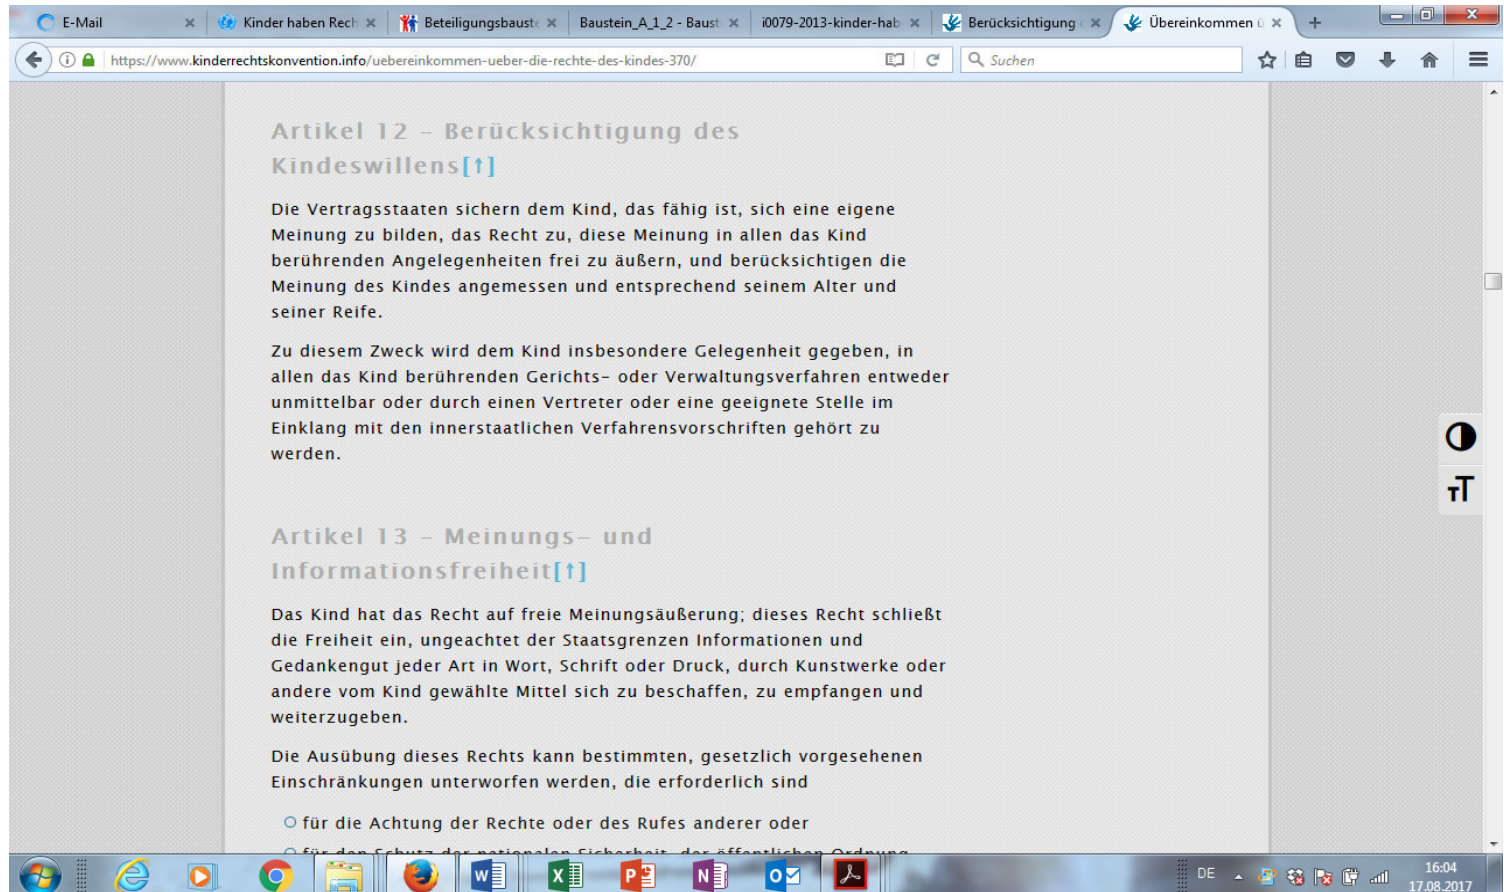 E-Mail
Kinder haben Rech
Beteiligungsbauste
Baustein_A_1_2 - Baust
i0079-2013-kinder-hab
Berücksichtigung
Übereinkommen ü
https://www.kinderrechtskonvention.info/uebereinkommen-ueber-die-rechte-des-kindes-370/
Suchen
Artikel 12 – Berücksichtigung des
Kindeswillens[↑]
Die Vertragsstaaten sichern dem Kind, das fähig ist, sich eine eigene
Meinung zu bilden, das Recht zu, diese Meinung in allen das Kind
berührenden Angelegenheiten frei zu äußern, und berücksichtigen die
Meinung des Kindes angemessen und entsprechend seinem Alter und
seiner Reife.
Zu diesem Zweck wird dem Kind insbesondere Gelegenheit gegeben, in
allen das Kind berührenden Gerichts- oder Verwaltungsverfahren entweder
unmittelbar oder durch einen Vertreter oder eine geeignete Stelle im
Einklang mit den innerstaatlichen Verfahrensvorschriften gehört zu
werden.
Artikel 13 – Meinungs- und
Informationsfreiheit[↑]
Das Kind hat das Recht auf freie Meinungsäußerung; dieses Recht schließt
die Freiheit ein, ungeachtet der Staatsgrenzen Informationen und
Gedankengut jeder Art in Wort, Schrift oder Druck, durch Kunstwerke oder
andere vom Kind gewählte Mittel sich zu beschaffen, zu empfangen und
weiterzugeben.
Die Ausübung dieses Rechts kann bestimmten, gesetzlich vorgesehenen
Einschränkungen unterworfen werden, die erforderlich sind
für die Achtung der Rechte oder des Rufes anderer oder
für den Schutz der nationalen Sicherheit, der öffentlichen Ordnung
DE
16:04
17.08.2017